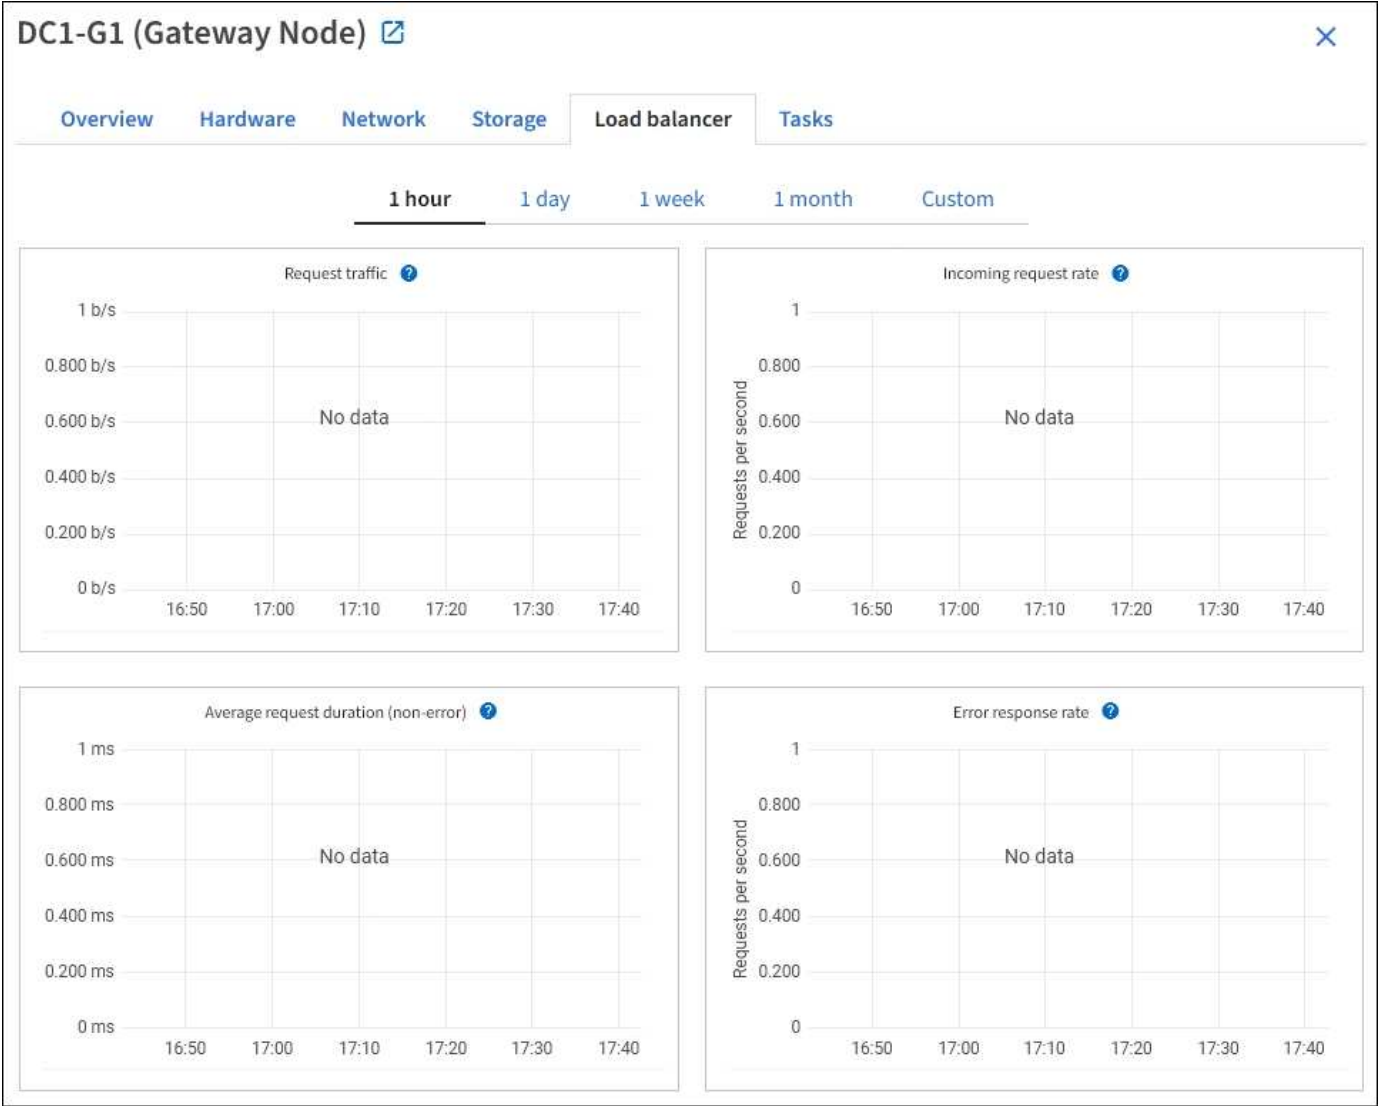 DC1-G1 (Gateway Node)
Overview Hardware Network Storage Load balancer Tasks
1 hour 1 day 1 week 1 month Custom
Request traffic
1 b/s
0.800 b/s
0.600 b/s
0.400 b/s
0.200 b/s
0 b/s
No data
16:50 17:00 17:10 17:20 17:30 17:40
Incoming request rate
Requests per second
1
0.800
0.600
0.400
0.200
0
No data
16:50 17:00 17:10 17:20 17:30 17:40
Average request duration (non-error)
1 ms
0.800 ms
0.600 ms
0.400 ms
0.200 ms
0 ms
No data
16:50 17:00 17:10 17:20 17:30 17:40
Error response rate
Requests per second
1
0.800
0.600
0.400
0.200
0
No data
16:50 17:00 17:10 17:20 17:30 17:40